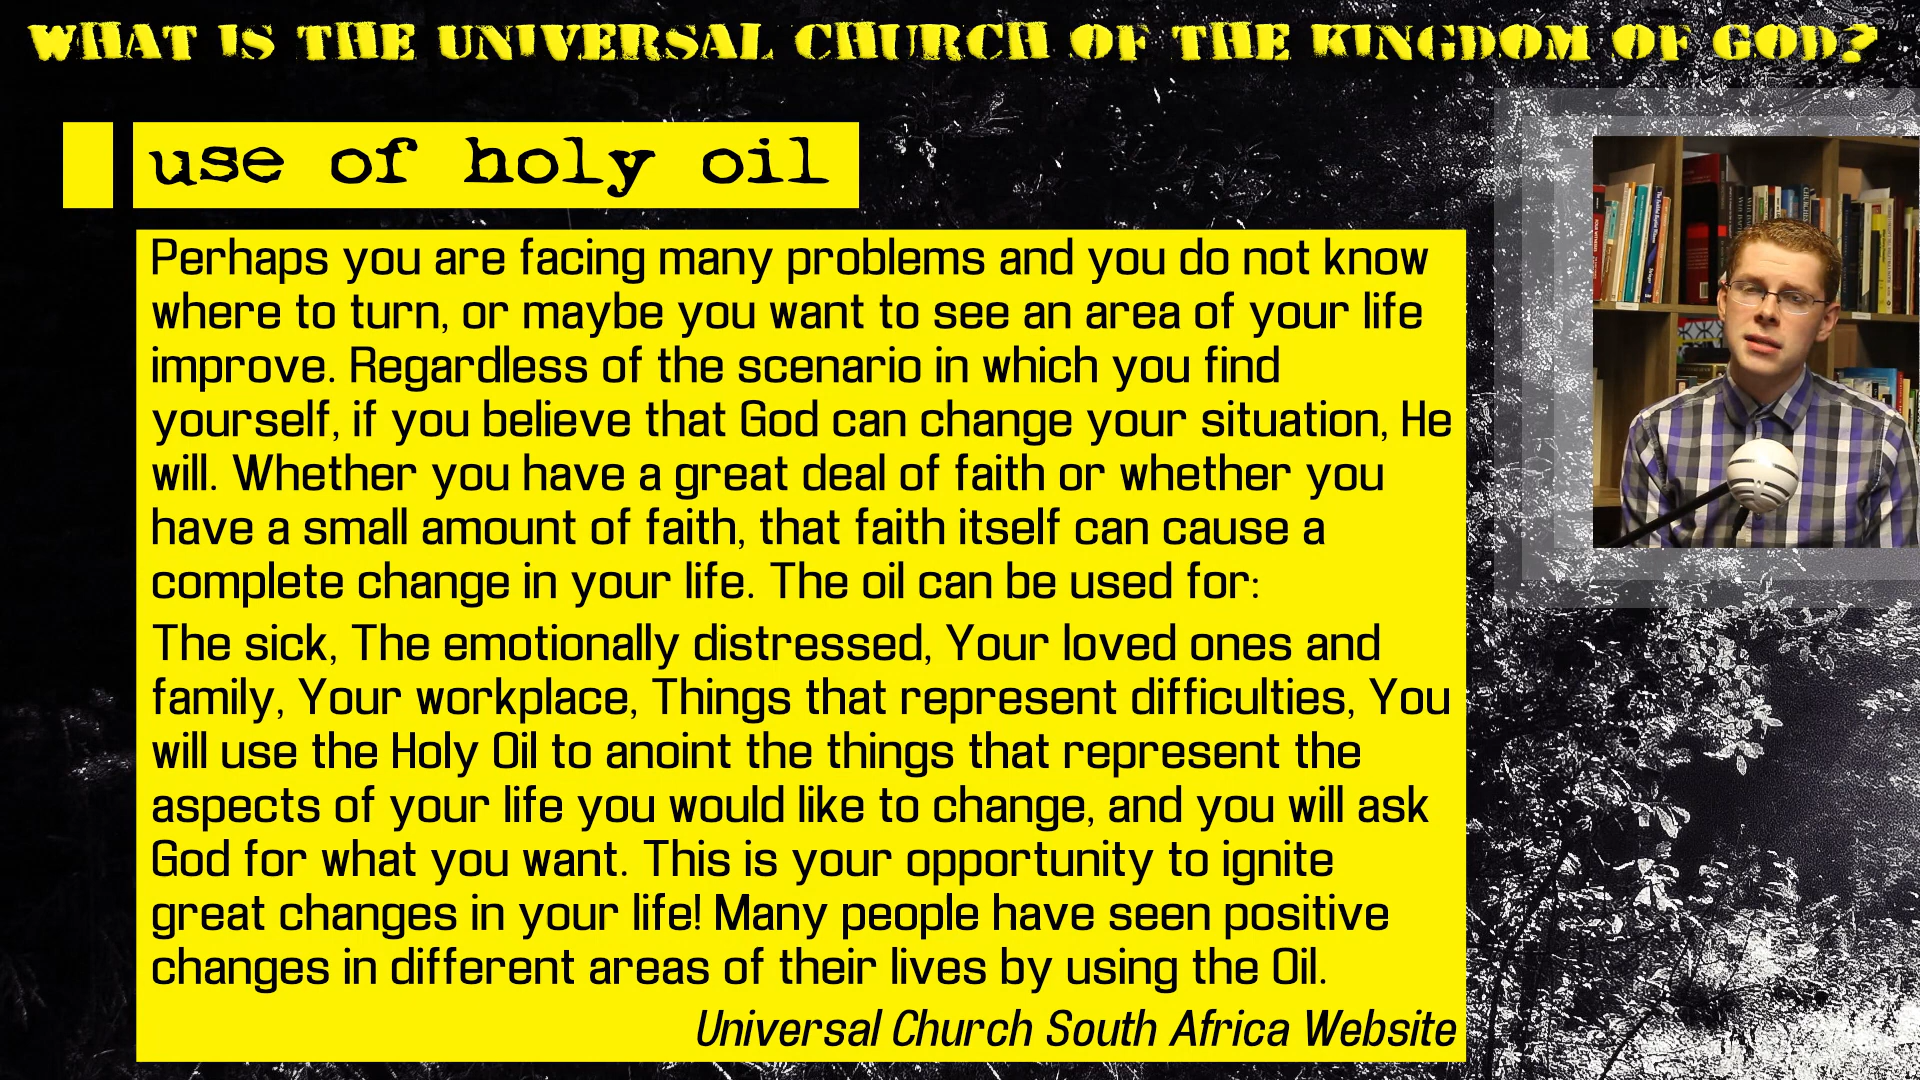 WHAT IS THE UNIVERSAL CHURCH OF THE KINGDOM OF GOD?
use of holy oil
Perhaps you are facing many problems and you do not know
where to turn, or maybe you want to see an area of your life
improve. Regardless of the scenario in which you find
yourself, if you believe that God can change your situation, He
will. Whether you have a great deal of faith or whether you
have a small amount of faith, that faith itself can cause a
complete change in your life. The oil can be used for:
The sick, The emotionally distressed, Your loved ones and
family, Your workplace, Things that represent difficulties, You
will use the Holy Oil to anoint the things that represent the
aspects of your life you would like to change, and you will ask
God for what you want. This is your opportunity to ignite
great changes in your life! Many people have seen positive
changes in different areas of their lives by using the Oil.
Universal Church South Africa Website